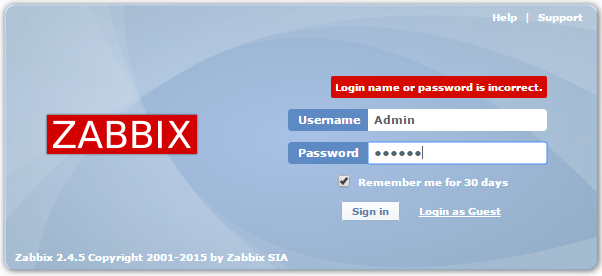 Help | Support
Login name or password is incorrect.
ZABBIX
Username Admin
Password ••••••
Remember me for 30 days
Sign in Login as Guest
Zabbix 2.4.5 Copyright 2001-2015 by Zabbix SIA